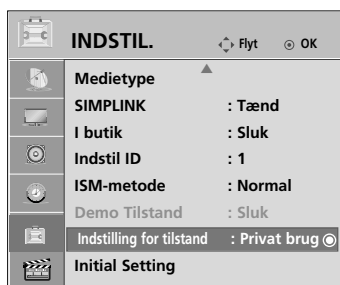 INDSTIL. Flyt OK
Medietype
SIMPLINK : Tænd
I butik : Sluk
Indstil ID : 1
ISM-metode : Normal
Demo Tilstand : Sluk
Indstilling for tilstand : Privat brug
Initial Setting